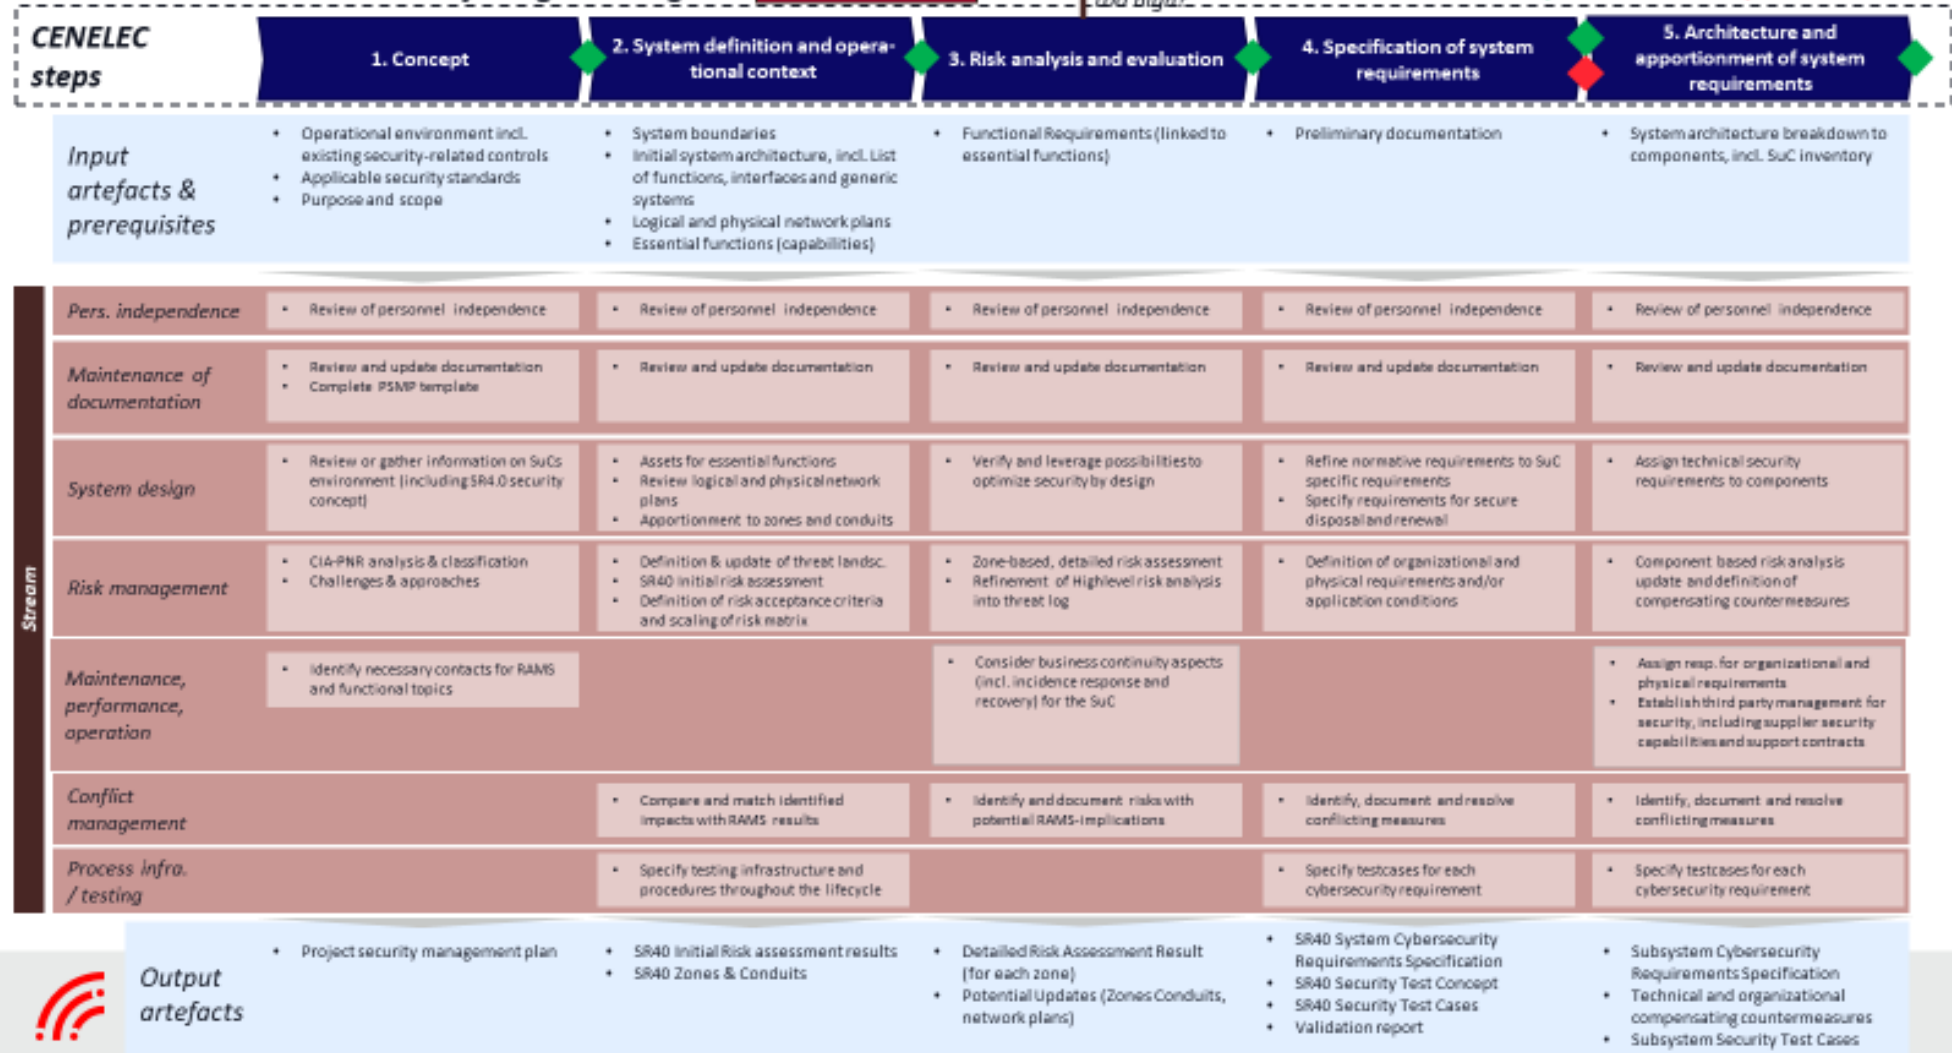 CENELEC
steps
1. Concept
2. System definition and opera-
tional context
3. Risk analysis and evaluation
4. Specification of system
requirements
5. Architecture and
apportionment of system
requirements
Input
artefacts &
prerequisites
• Operational environment incl.
existing security-related controls
• Applicable security standards
• Purpose and scope
• System boundaries
• Initial system architecture, incl. List
of functions, interfaces and generic
systems
• Logical and physical network plans
• Essential functions (capabilities)
• Functional Requirements (linked to
essential functions)
• Preliminary documentation
• System architecture breakdown to
components, incl. SuC inventory
Stream
Pers. independence
• Review of personnel independence
• Review of personnel independence
• Review of personnel independence
• Review of personnel independence
• Review of personnel independence
Maintenance of
documentation
• Review and update documentation
• Complete PSMP template
• Review and update documentation
• Review and update documentation
• Review and update documentation
• Review and update documentation
System design
• Review or gather information on SuCs
environment (including SR4.0 security
concept)
• Assets for essential functions
• Review logical and physical network
plans
• Apportionment to zones and conduits
• Verify and leverage possibilities to
optimize security by design
• Refine normative requirements to SuC
specific requirements
• Specify requirements for secure
disposal and renewal
• Assign technical security
requirements to components
Risk management
• CIA-PNR analysis & classification
• Challenges & approaches
• Definition & update of threat landsc.
• SR40 Initial risk assessment
• Definition of risk acceptance criteria
and scaling of risk matrix
• Zone-based, detailed risk assessment
• Refinement of Highlevel risk analysis
into threat log
• Definition of organizational and
physical requirements and/or
application conditions
• Component based risk analysis
update and definition of
compensating countermeasures
Maintenance,
performance,
operation
• Identify necessary contacts for RAMS
and functional topics
• Consider business continuity aspects
(incl. incidence response and
recovery) for the SuC
• Assign resp. for organizational and
physical requirements
• Establish third party management for
security, including supplier security
capabilities and support contracts
Conflict
management
• Compare and match identified
impacts with RAMS results
• Identify and document risks with
potential RAMS-implications
• Identify, document and resolve
conflicting measures
• Identify, document and resolve
conflicting measures
Process infra.
/ testing
• Specify testing infrastructure and
procedures throughout the lifecycle
• Specify testcases for each
cybersecurity requirement
• Specify testcases for each
cybersecurity requirement
Output
artefacts
• Project security management plan
• SR40 Initial Risk assessment results
• SR40 Zones & Conduits
• Detailed Risk Assessment Result
(for each zone)
• Potential Updates (Zones Conduits,
network plans)
• SR40 System Cybersecurity
Requirements Specification
• SR40 Security Test Concept
• SR40 Security Test Cases
• Validation report
• Subsystem Cybersecurity
Requirements Specification
• Technical and organizational
compensating countermeasures
• Subsystem Security Test Cases